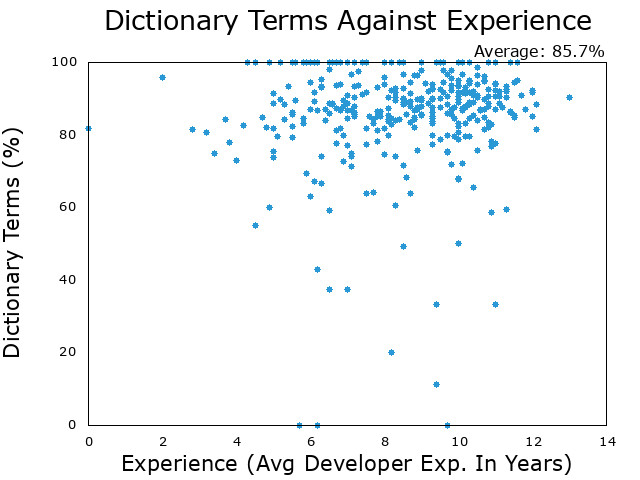 Dictionary Terms Against Experience
Average: 85.7%
Dictionary Terms (%)
100
80
60
40
20
0
0 2 4 6 8 10 12 14
Experience (Avg Developer Exp. In Years)